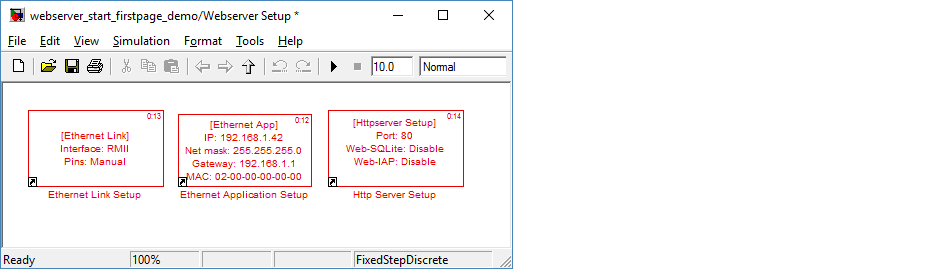 webserver_start_firstpage_demo/Webserver Setup *
File Edit View Simulation Format Tools Help
10.0 Normal
0:13
[Ethernet Link]
Interface: RMII
Pins: Manual
Ethernet Link Setup
0:12
[Ethernet App]
IP: 192.168.1.42
Net mask: 255.255.255.0
Gateway: 192.168.1.1
MAC: 02-00-00-00-00-00
Ethernet Application Setup
0:14
[Httpserver Setup]
Port: 80
Web-SQLite: Disable
Web-IAP: Disable
Http Server Setup
Ready 100% FixedStepDiscrete